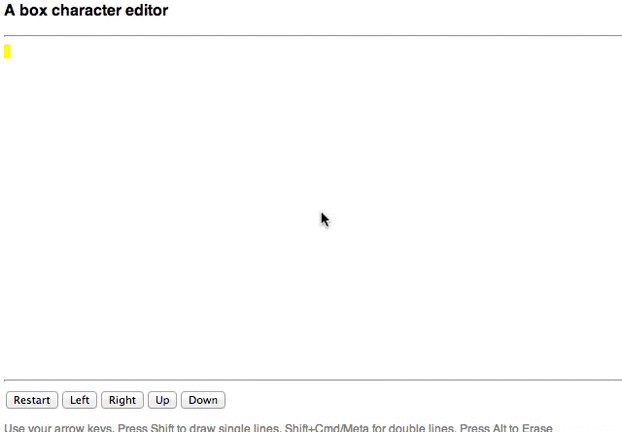 A box character editor
Restart Left Right Up Down
Use your arrow keys. Press Shift to draw single lines. Shift+Cmd/Meta for double lines. Press Alt to Erase